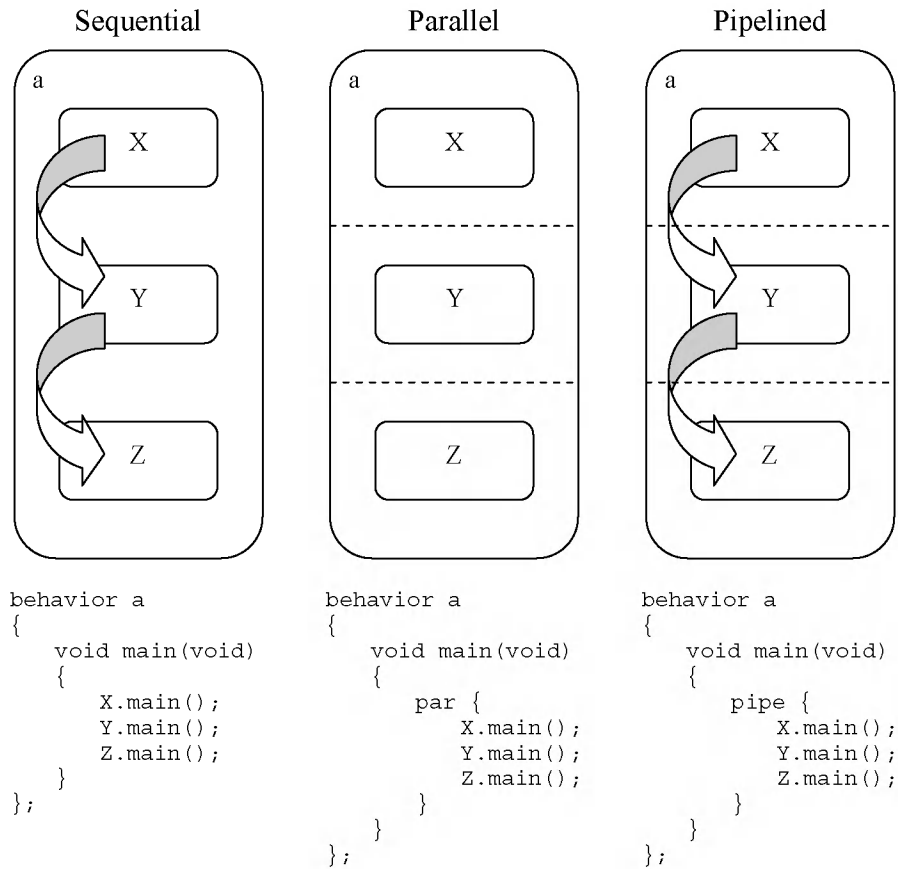 Sequential
a
X
Y
Z
behavior a
{
    void main(void)
    {
        X.main();
        Y.main();
        Z.main();
    }
};
Parallel
a
X
Y
Z
behavior a
{
    void main(void)
    {
        par {
            X.main();
            Y.main();
            Z.main();
        }
    }
};
Pipelined
a
X
Y
Z
behavior a
{
    void main(void)
    {
        pipe {
            X.main();
            Y.main();
            Z.main();
        }
    }
};